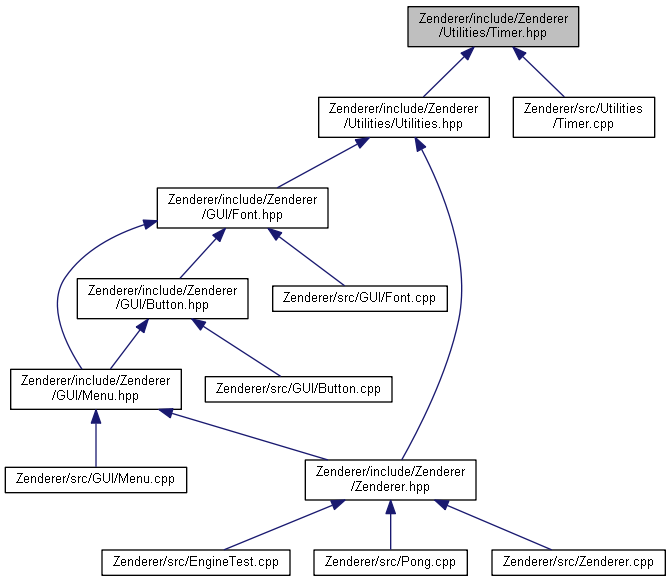 Zenderer/include/Zenderer
/Utilities/Timer.hpp
Zenderer/include/Zenderer
/Utilities/Utilities.hpp
Zenderer/src/Utilities
/Timer.cpp
Zenderer/include/Zenderer
/GUI/Font.hpp
Zenderer/include/Zenderer
/GUI/Button.hpp
Zenderer/src/GUI/Font.cpp
Zenderer/include/Zenderer
/GUI/Menu.hpp
Zenderer/src/GUI/Button.cpp
Zenderer/src/GUI/Menu.cpp
Zenderer/include/Zenderer
/Zenderer.hpp
Zenderer/src/EngineTest.cpp
Zenderer/src/Pong.cpp
Zenderer/src/Zenderer.cpp